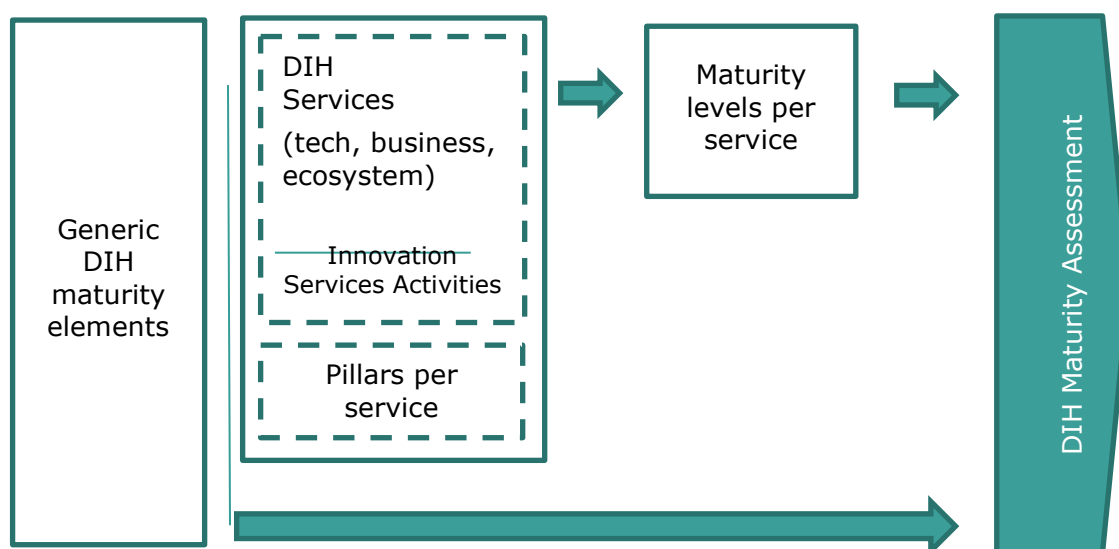 Generic
DIH
maturity
elements
DIH
Services
(tech, business,
ecosystem)
Innovation
Services Activities
Pillars per
service
Maturity
levels per
service
DIH Maturity Assessment